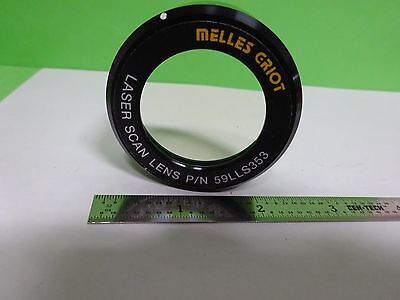 MELLES GRIOT
LASER SCAN LENS P/N 59LLS353
1 2 3 CEN-TECH